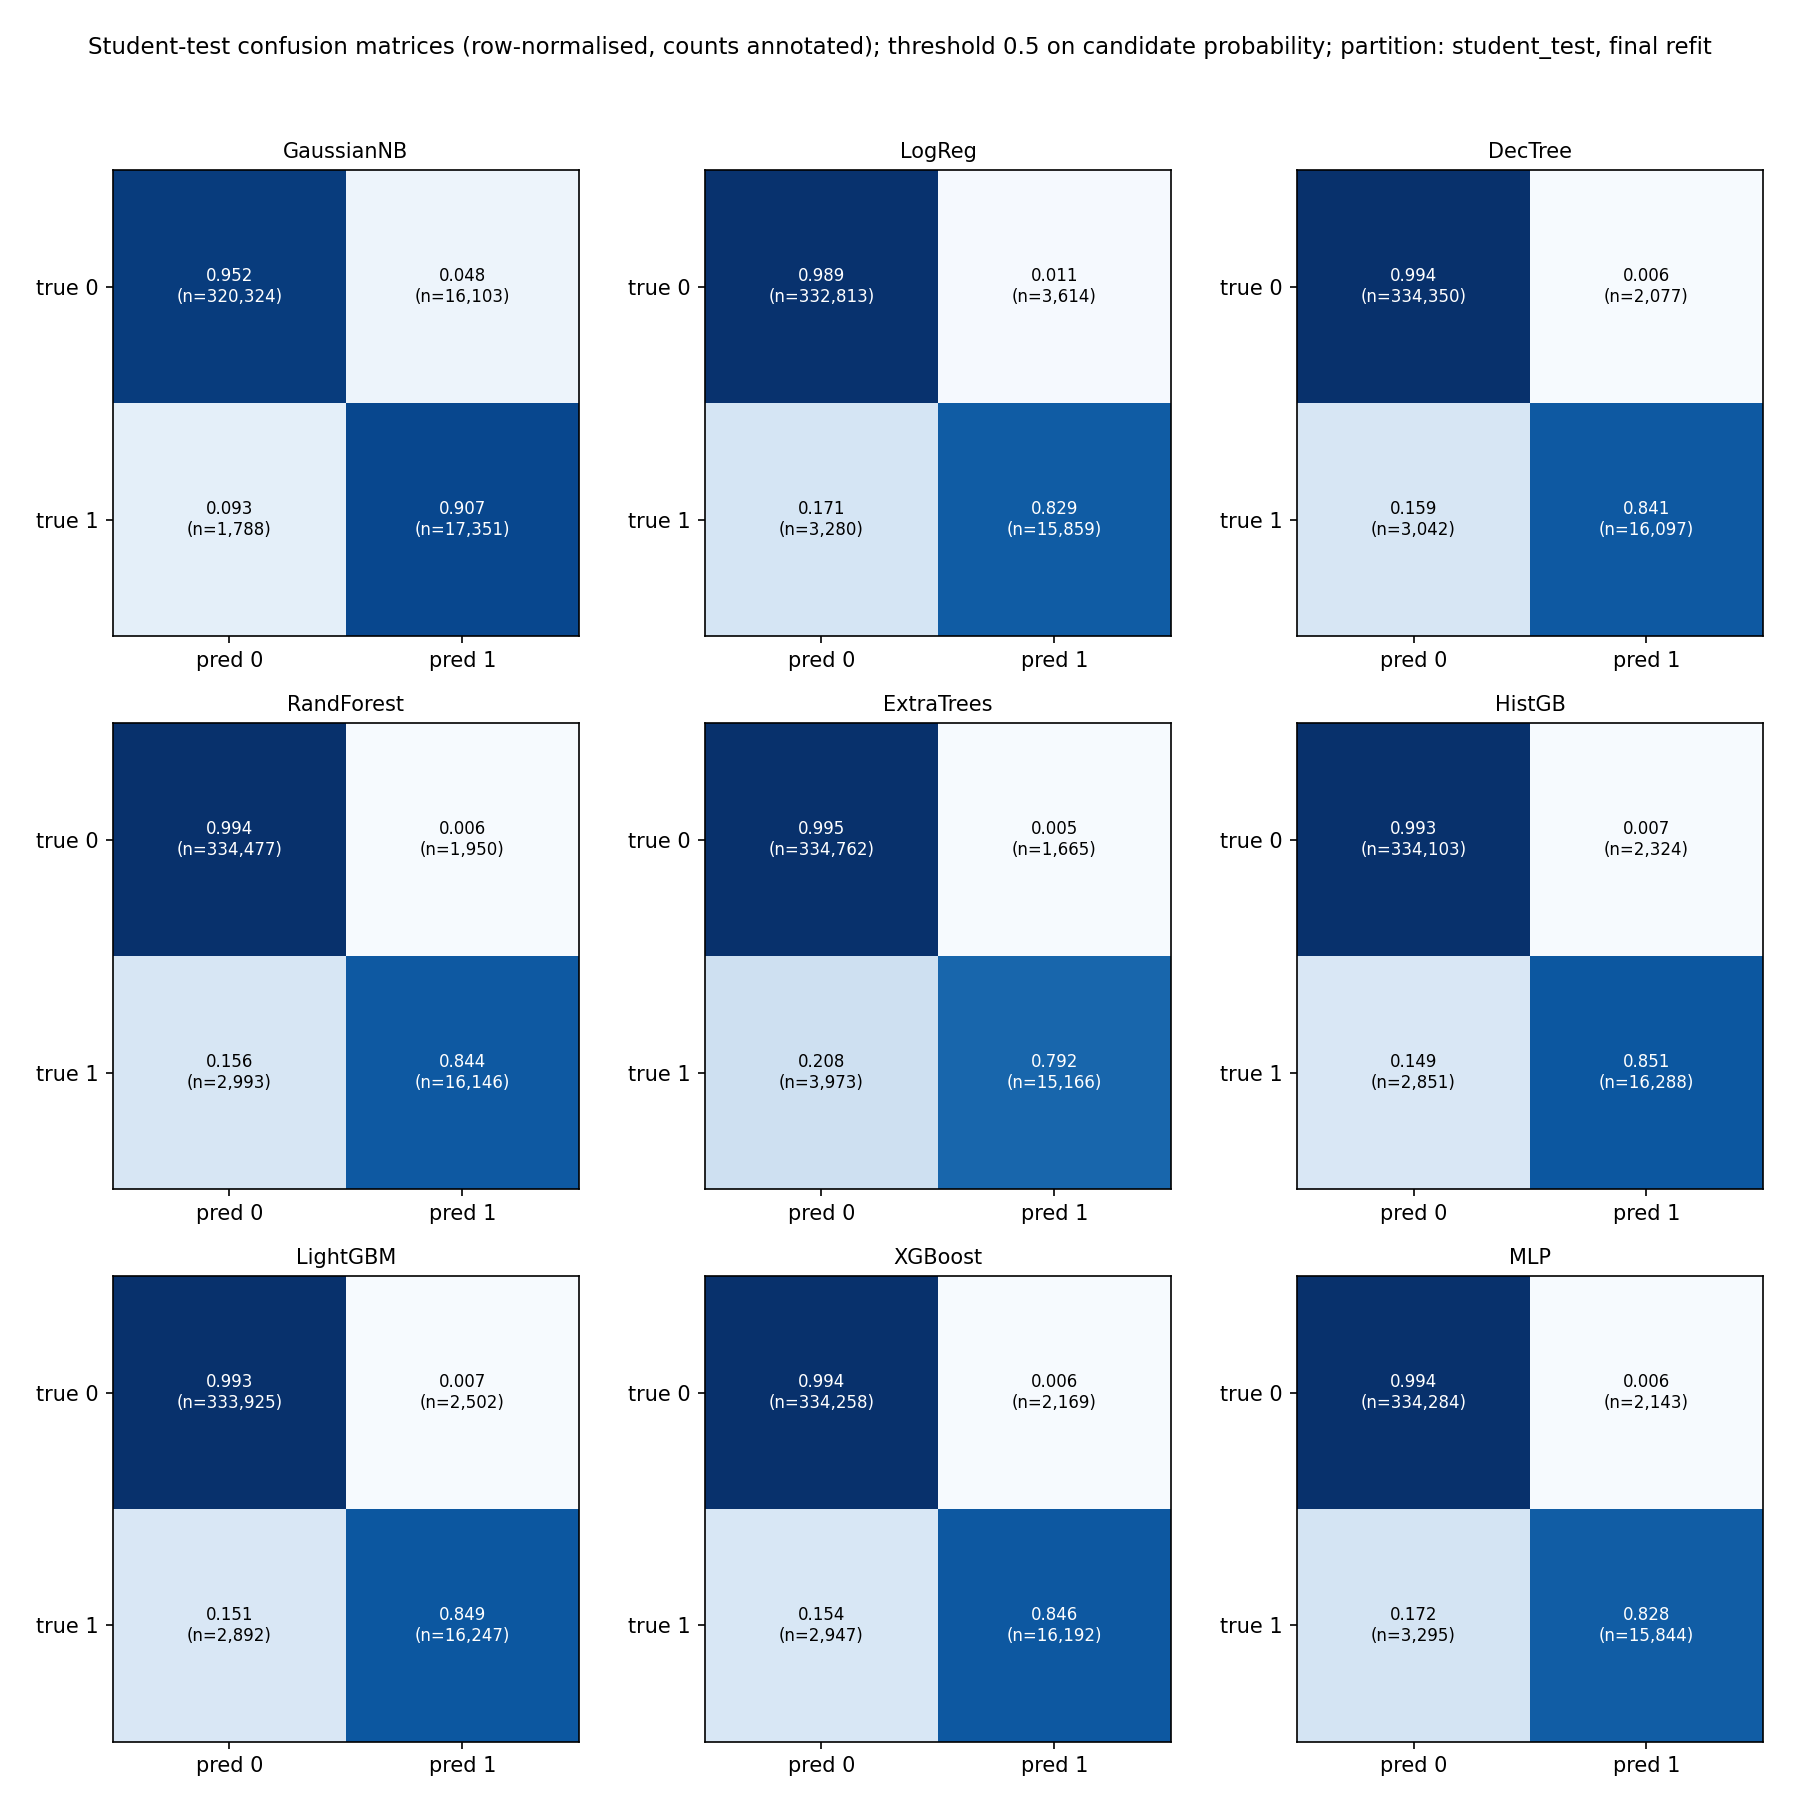 Student-test confusion matrices (row-normalised, counts annotated); threshold 0.5 on candidate probability; partition: student_test, final refit
GaussianNB
true 0
0.952
(n=320,324)
0.048
(n=16,103)
true 1
0.093
(n=1,788)
0.907
(n=17,351)
pred 0
pred 1
LogReg
true 0
0.989
(n=332,813)
0.011
(n=3,614)
true 1
0.171
(n=3,280)
0.829
(n=15,859)
pred 0
pred 1
DecTree
true 0
0.994
(n=334,350)
0.006
(n=2,077)
true 1
0.159
(n=3,042)
0.841
(n=16,097)
pred 0
pred 1
RandForest
true 0
0.994
(n=334,477)
0.006
(n=1,950)
true 1
0.156
(n=2,993)
0.844
(n=16,146)
pred 0
pred 1
ExtraTrees
true 0
0.995
(n=334,762)
0.005
(n=1,665)
true 1
0.208
(n=3,973)
0.792
(n=15,166)
pred 0
pred 1
HistGB
true 0
0.993
(n=334,103)
0.007
(n=2,324)
true 1
0.149
(n=2,851)
0.851
(n=16,288)
pred 0
pred 1
LightGBM
true 0
0.993
(n=333,925)
0.007
(n=2,502)
true 1
0.151
(n=2,892)
0.849
(n=16,247)
pred 0
pred 1
XGBoost
true 0
0.994
(n=334,258)
0.006
(n=2,169)
true 1
0.154
(n=2,947)
0.846
(n=16,192)
pred 0
pred 1
MLP
true 0
0.994
(n=334,284)
0.006
(n=2,143)
true 1
0.172
(n=3,295)
0.828
(n=15,844)
pred 0
pred 1